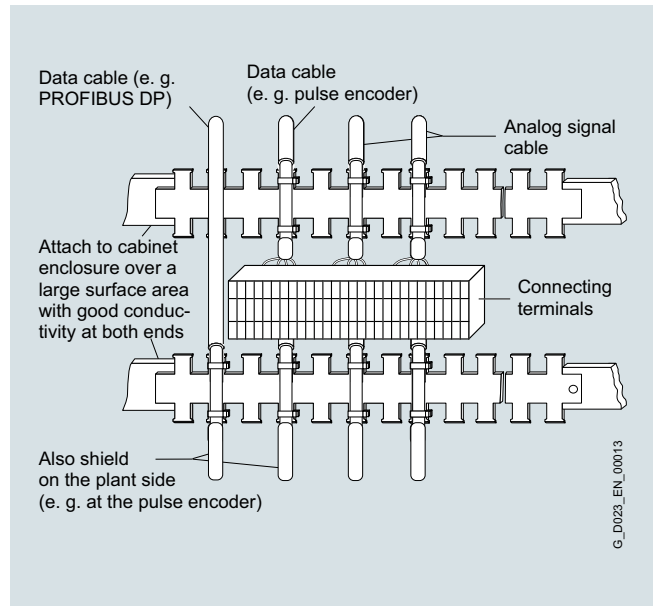 Data cable (e. g.
PROFIBUS DP)
Data cable
(e. g. pulse encoder)
Analog signal
cable
Attach to cabinet
enclosure over a
large surface area
with good conduc-
tivity at both ends
Connecting
terminals
Also shield
on the plant side
(e. g. at the pulse encoder)
G_D023_EN_00013